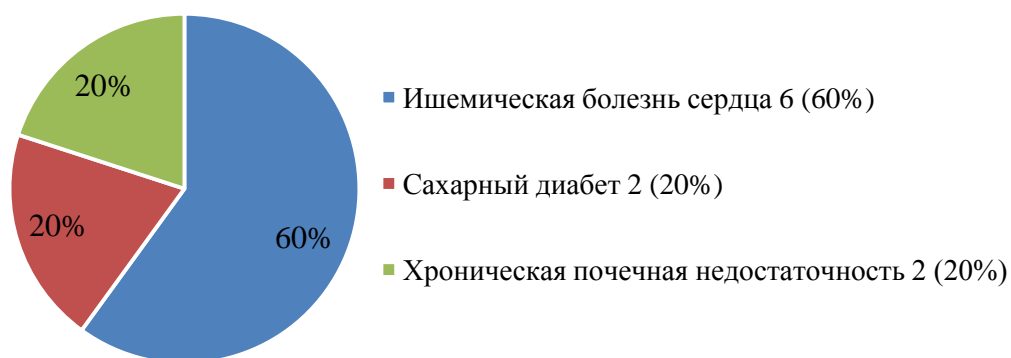 20%
20%
60%
Ишемическая болезнь сердца 6 (60%)
Сахарный диабет 2 (20%)
Хроническая почечная недостаточность 2 (20%)